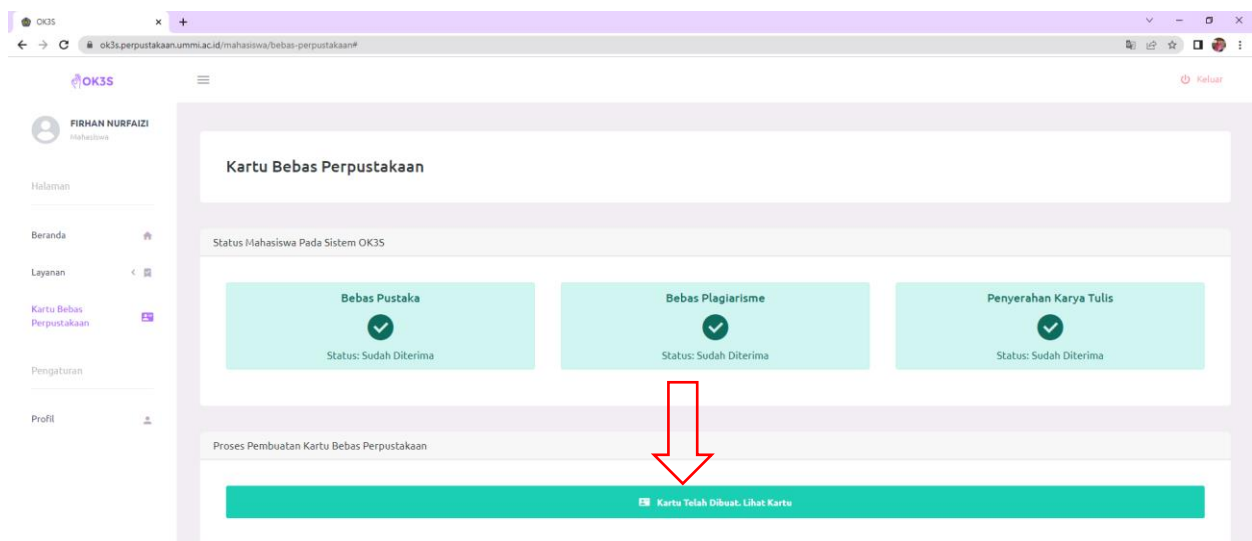 OK3S
ok3s.perpustakaan.ummi.ac.id/mahasiswa/bebas-perpustakaan#
OK3S
Keluar
FIRHAN NURFAIZI
Mahasiswa
Halaman
Beranda
Layanan
Kartu Bebas
Perpustakaan
Pengaturan
Profil
Kartu Bebas Perpustakaan
Status Mahasiswa Pada Sistem OK3S
Bebas Pustaka
Status: Sudah Diterima
Bebas Plagiarisme
Status: Sudah Diterima
Penyerahan Karya Tulis
Status: Sudah Diterima
Proses Pembuatan Kartu Bebas Perpustakaan
Kartu Telah Dibuat. Lihat Kartu